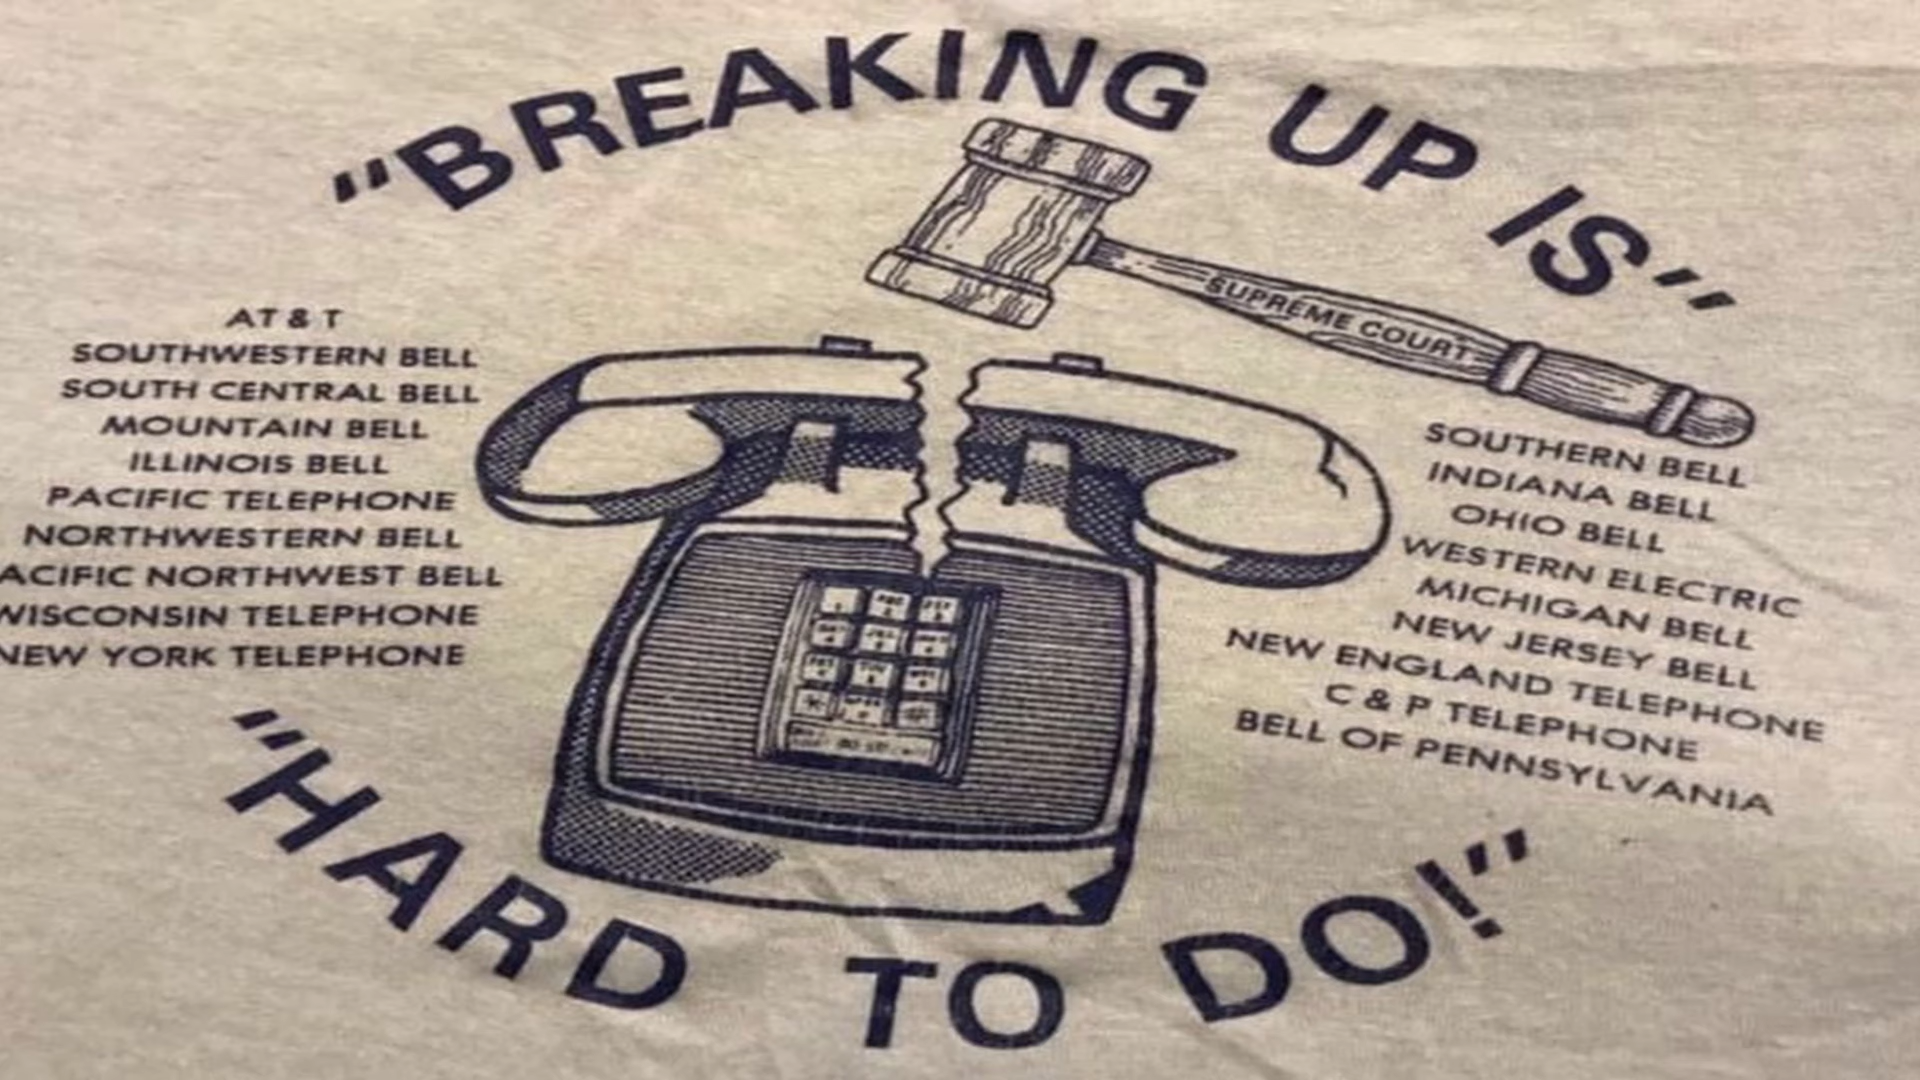 "BREAKING UP IS"
SUPREME COURT
AT & T
SOUTHWESTERN BELL
SOUTH CENTRAL BELL
MOUNTAIN BELL
ILLINOIS BELL
PACIFIC TELEPHONE
NORTHWESTERN BELL
ACIFIC NORTHWEST BELL
WISCONSIN TELEPHONE
NEW YORK TELEPHONE
SOUTHERN BELL
INDIANA BELL
OHIO BELL
WESTERN ELECTRIC
MICHIGAN BELL
NEW JERSEY BELL
NEW ENGLAND TELEPHONE
C & P TELEPHONE
BELL OF PENNSYLVANIA
"HARD TO DO!"